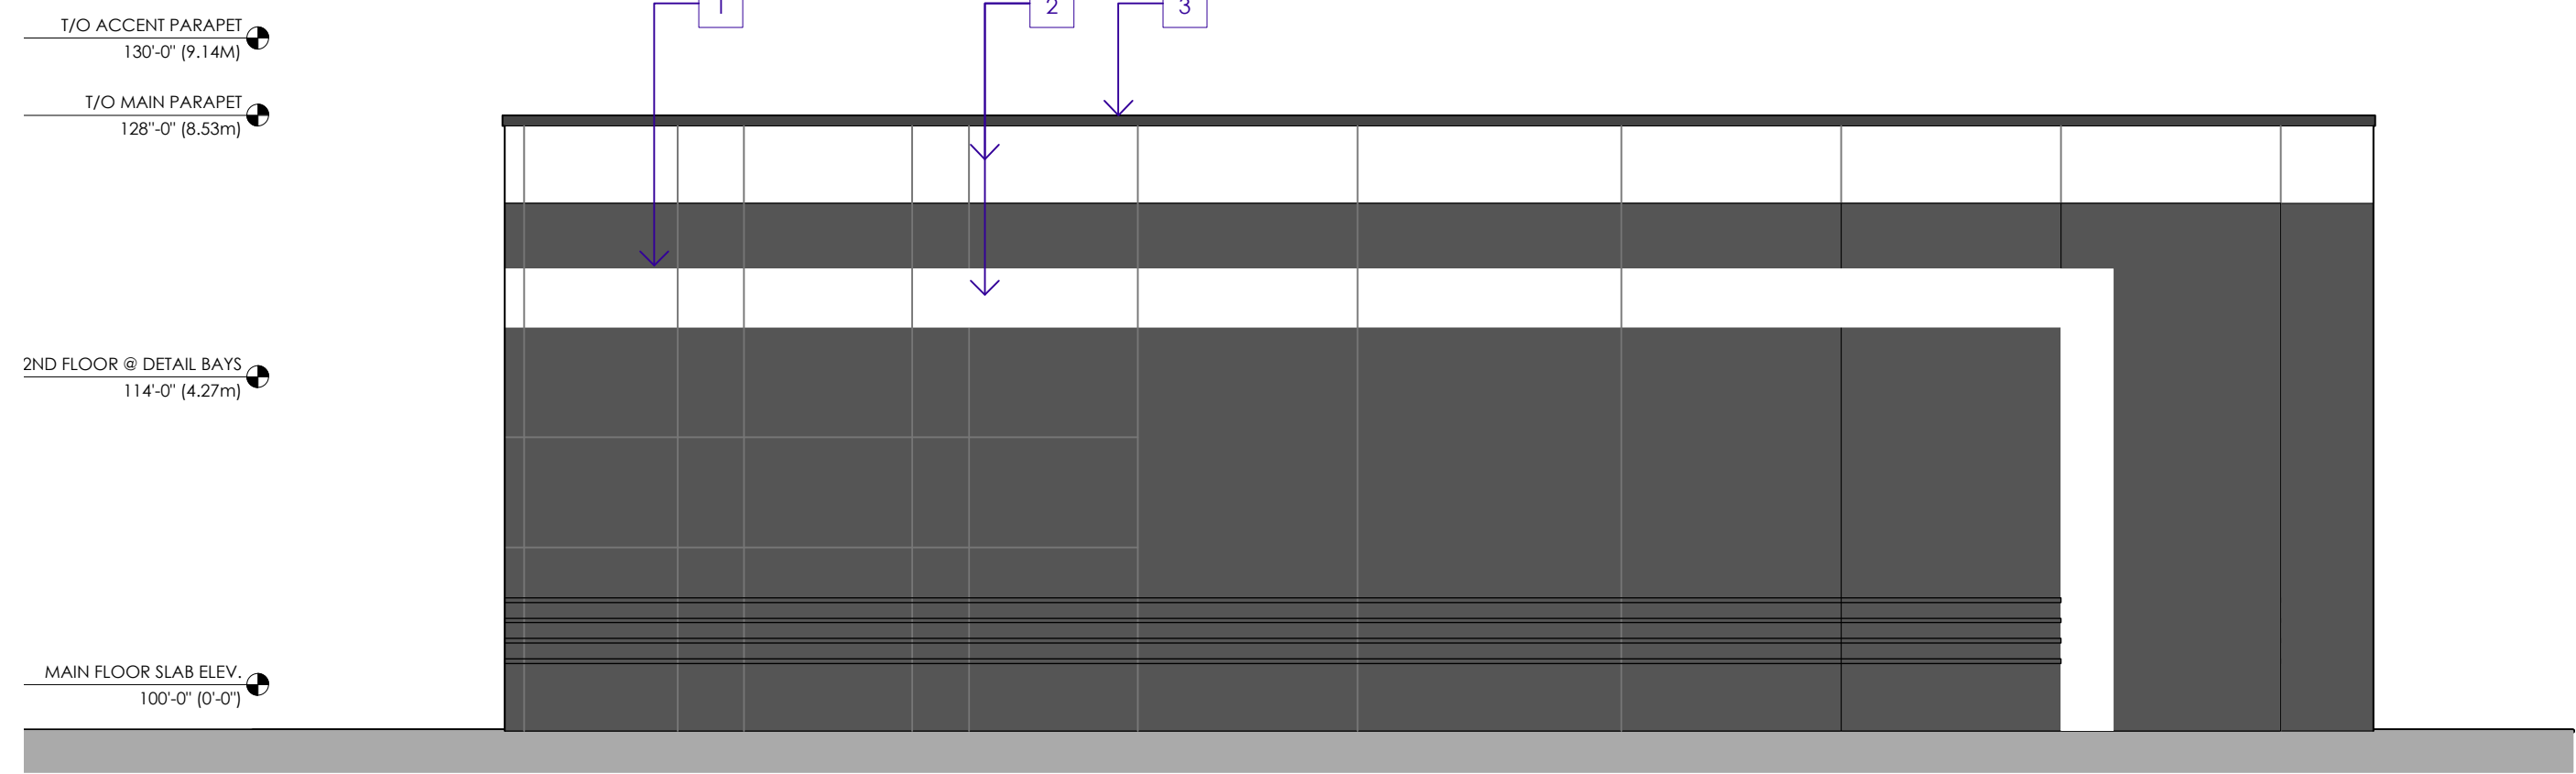 1
2
3
T/O ACCENT PARAPET
130'-0" (9.14M)
T/O MAIN PARAPET
128"-0" (8.53m)
2ND FLOOR @ DETAIL BAYS
114'-0" (4.27m)
MAIN FLOOR SLAB ELEV.
100'-0" (0'-0")